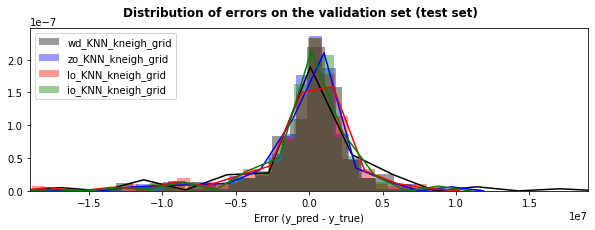 Distribution of errors on the validation set (test set)
1e−7
wd_KNN_kneigh_grid
zo_KNN_kneigh_grid
lo_KNN_kneigh_grid
io_KNN_kneigh_grid
2.0
1.5
1.0
0.5
0.0
−1.5 −1.0 −0.5 0.0 0.5 1.0 1.5
1e7
Error (y_pred - y_true)